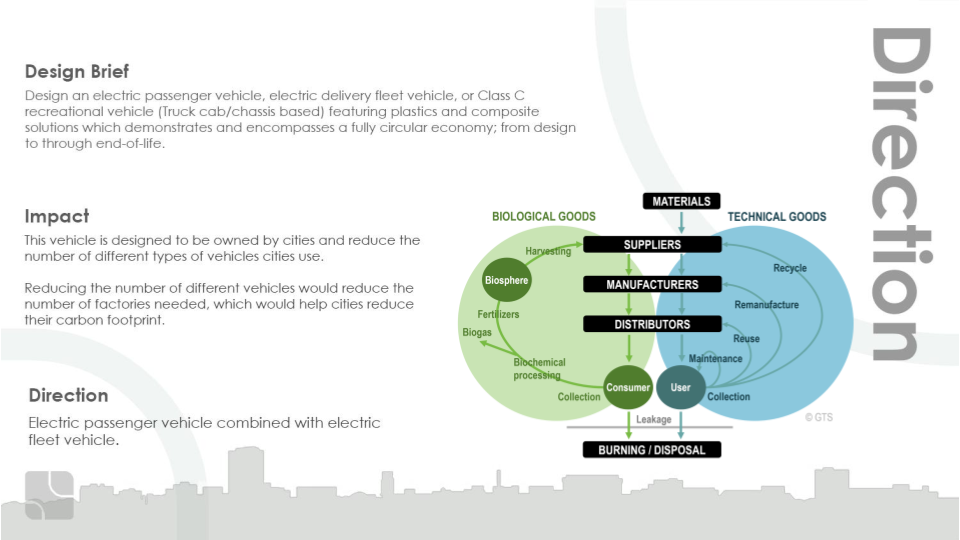 Direction
Design Brief
Design an electric passenger vehicle, electric delivery fleet vehicle, or Class C
recreational vehicle (Truck cab/chassis based) featuring plastics and composite
solutions which demonstrates and encompasses a fully circular economy; from design
to through end-of-life.
Impact
This vehicle is designed to be owned by cities and reduce the
number of different types of vehicles cities use.
Reducing the number of different vehicles would reduce the
number of factories needed, which would help cities reduce
their carbon footprint.
Direction
Electric passenger vehicle combined with electric
fleet vehicle.
MATERIALS
BIOLOGICAL GOODS
TECHNICAL GOODS
SUPPLIERS
Harvesting
Recycle
Biosphere
MANUFACTURERS
Remanufacture
Fertilizers
DISTRIBUTORS
Biogas
Reuse
Maintenance
Biochemical
processing
Consumer
User
Collection
Collection
Leakage
© GTS
BURNING / DISPOSAL